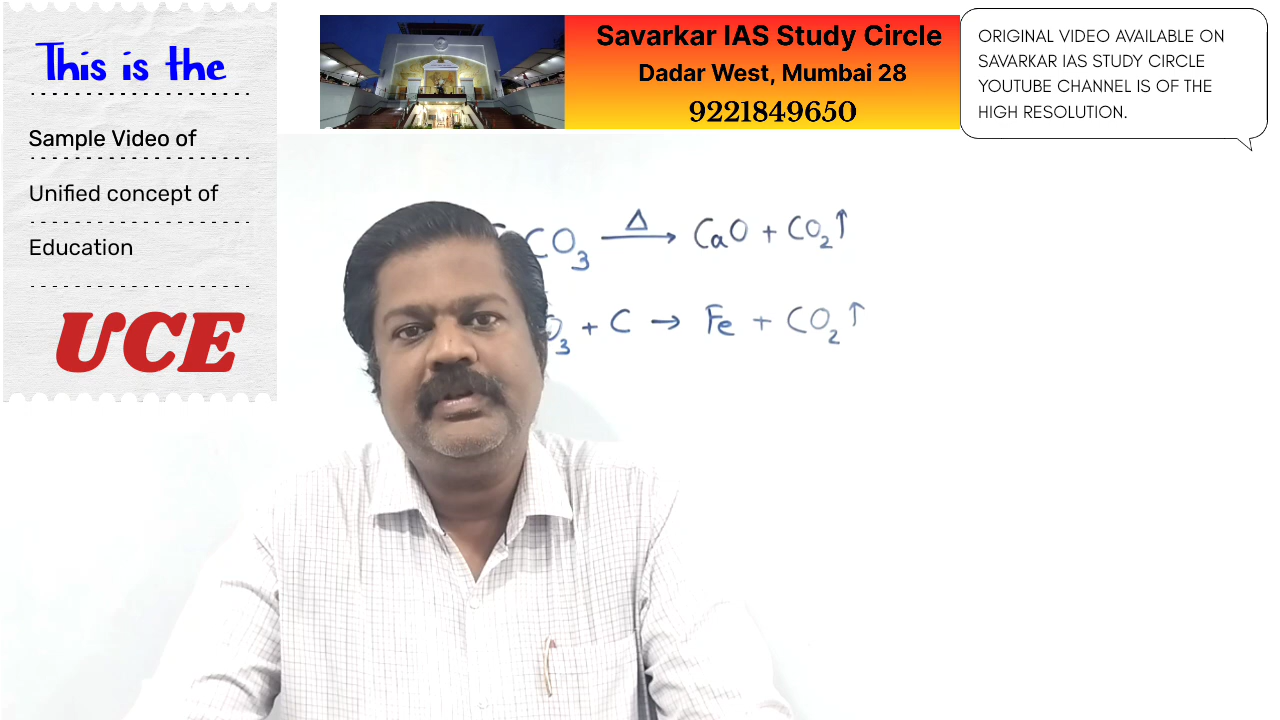 This is the
Sample Video of
Unified concept of
Education
UCE
Savarkar IAS Study Circle
Dadar West, Mumbai 28
9221849650
ORIGINAL VIDEO AVAILABLE ON
SAVARKAR IAS STUDY CIRCLE
YOUTUBE CHANNEL IS OF THE
HIGH RESOLUTION.
CO₃ —Δ→ CaO + CO₂↑
O₃ + C → Fe + CO₂↑